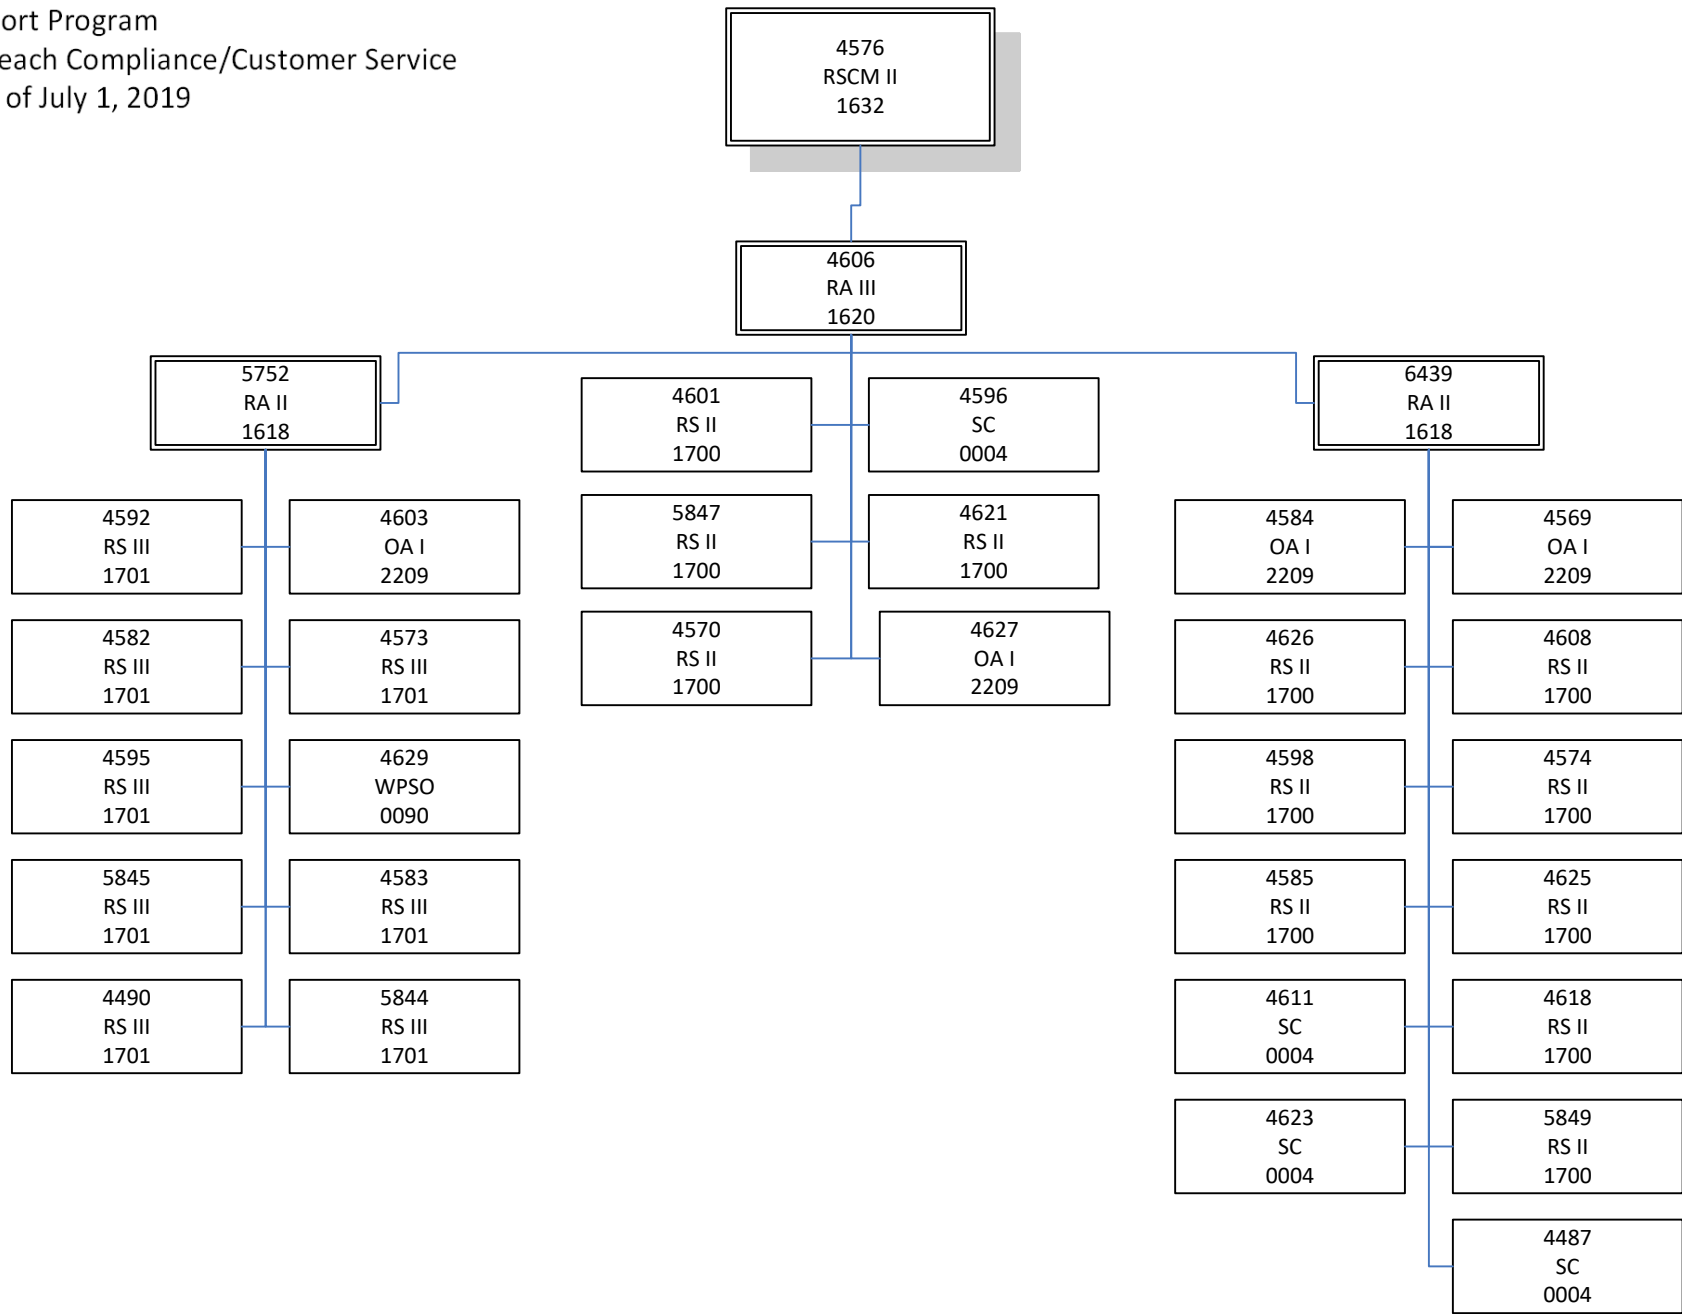 ort Program
each Compliance/Customer Service
of July 1, 2019
4576
RSCM II
1632
4606
RA III
1620
5752
RA II
1618
4601
RS II
1700
4596
SC
0004
6439
RA II
1618
5847
RS II
1700
4621
RS II
1700
4570
RS II
1700
4627
OA I
2209
4592
RS III
1701
4603
OA I
2209
4582
RS III
1701
4573
RS III
1701
4595
RS III
1701
4629
WPSO
0090
5845
RS III
1701
4583
RS III
1701
4490
RS III
1701
5844
RS III
1701
4584
OA I
2209
4569
OA I
2209
4626
RS II
1700
4608
RS II
1700
4598
RS II
1700
4574
RS II
1700
4585
RS II
1700
4625
RS II
1700
4611
SC
0004
4618
RS II
1700
4623
SC
0004
5849
RS II
1700
4487
SC
0004